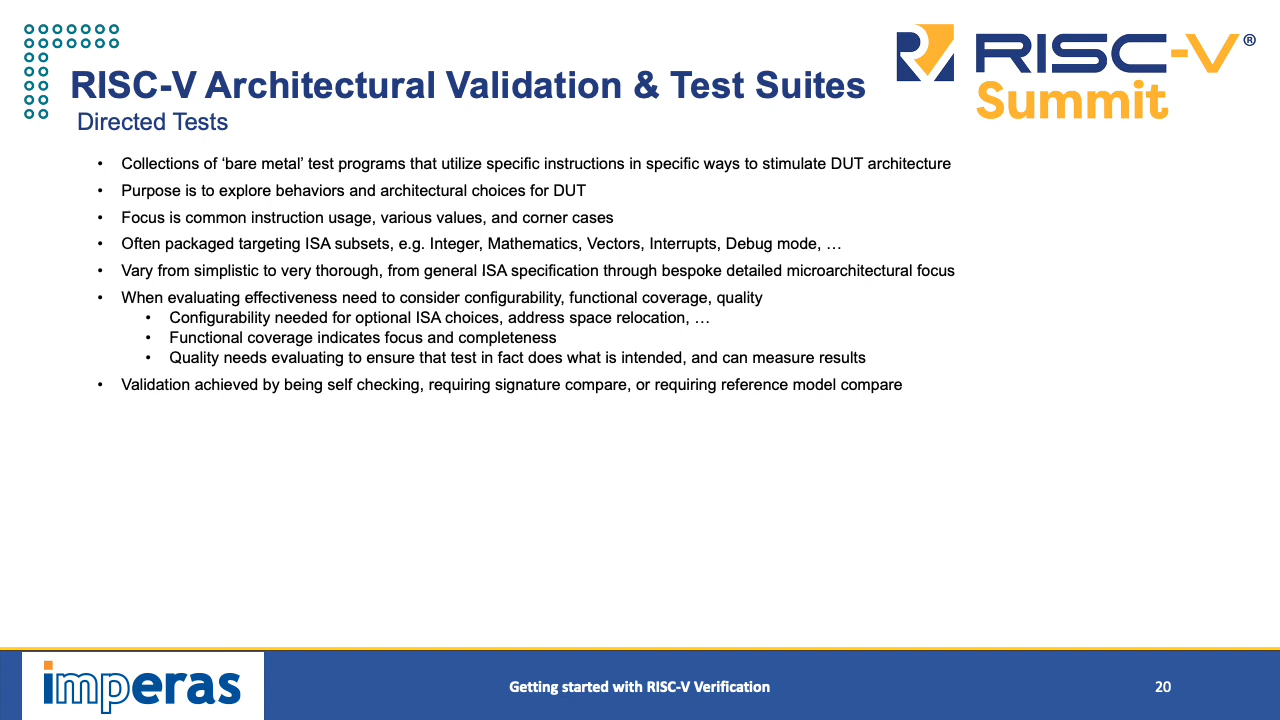 RISC-V®
Summit
RISC-V Architectural Validation & Test Suites
Directed Tests
• Collections of ‘bare metal’ test programs that utilize specific instructions in specific ways to stimulate DUT architecture
• Purpose is to explore behaviors and architectural choices for DUT
• Focus is common instruction usage, various values, and corner cases
• Often packaged targeting ISA subsets, e.g. Integer, Mathematics, Vectors, Interrupts, Debug mode, …
• Vary from simplistic to very thorough, from general ISA specification through bespoke detailed microarchitectural focus
• When evaluating effectiveness need to consider configurability, functional coverage, quality
• Configurability needed for optional ISA choices, address space relocation, …
• Functional coverage indicates focus and completeness
• Quality needs evaluating to ensure that test in fact does what is intended, and can measure results
• Validation achieved by being self checking, requiring signature compare, or requiring reference model compare
imperas
Getting started with RISC-V Verification
20